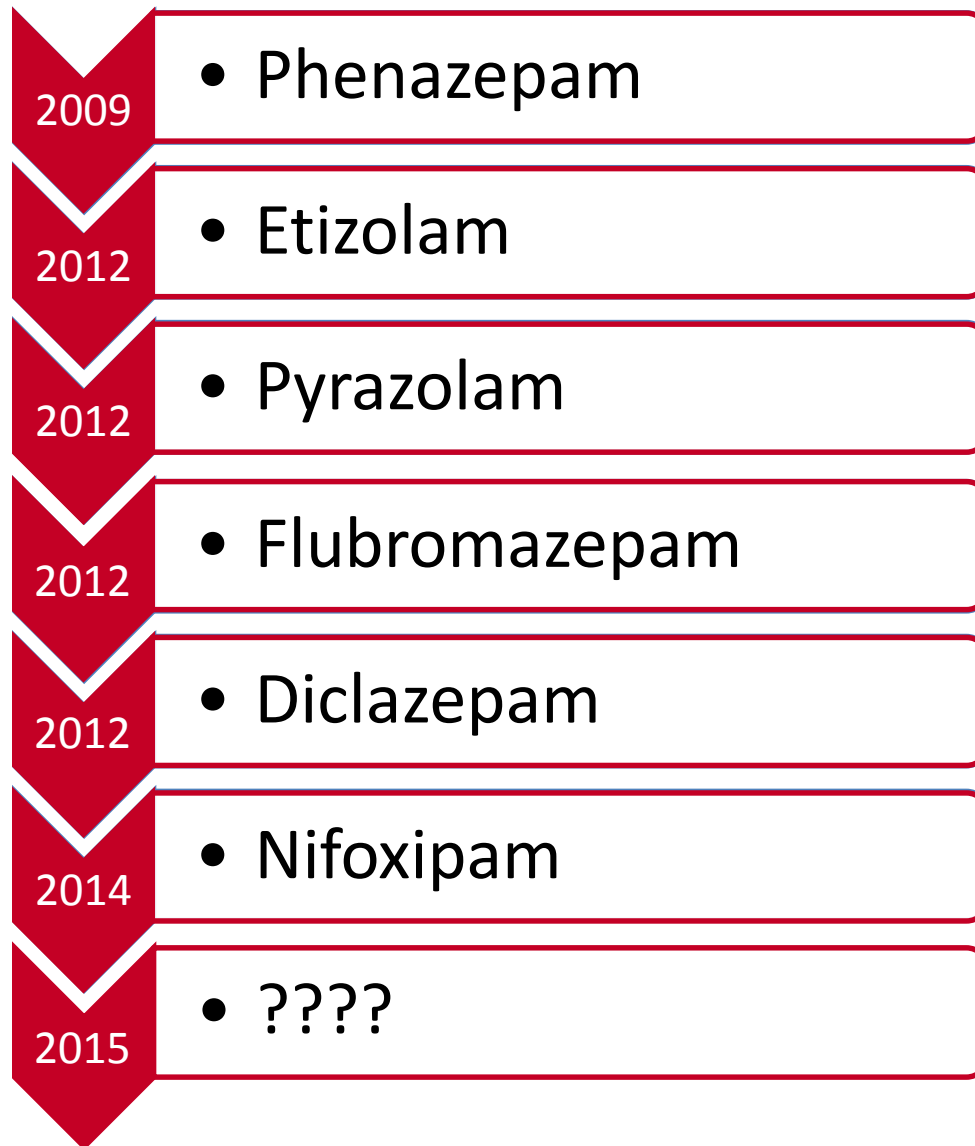 2009
• Phenazepam
2012
• Etizolam
2012
• Pyrazolam
2012
• Flubromazepam
2012
• Diclazepam
2014
• Nifoxipam
2015
• ????